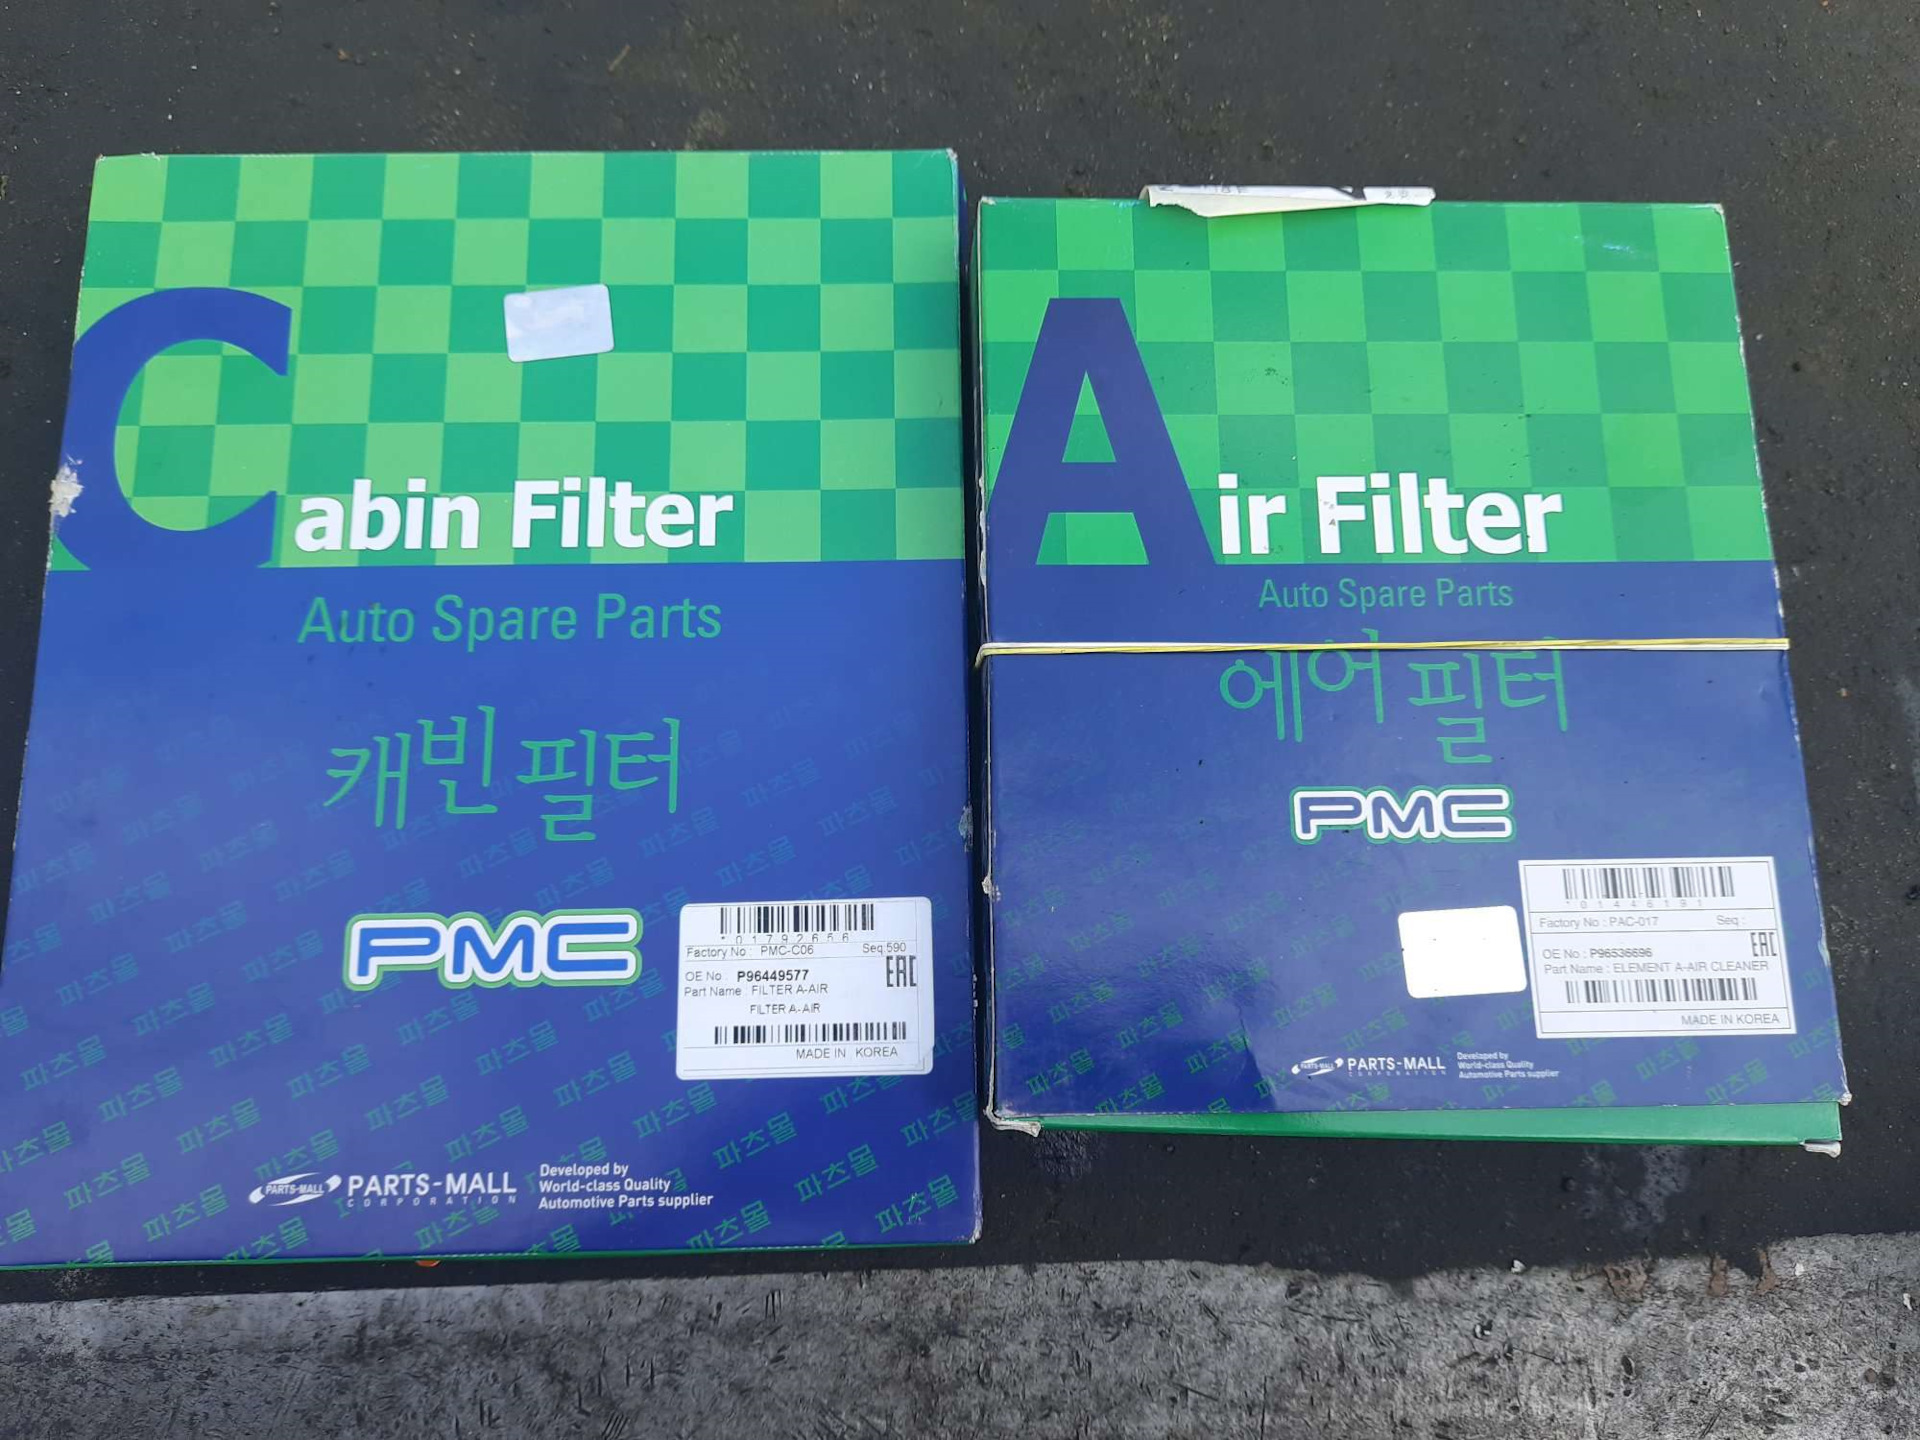 Cabin Filter
Auto Spare Parts
캐빈 필터
PMC
*01792656
Factory No : PMC-C06 Seq:590
OE No : P96449577
EAC
Part Name : FILTER A-AIR
FILTER A-AIR
MADE IN KOREA
PARTS-MALL
PARTS-MALL
CORPORATION
Developed by
World-class Quality
Automotive Parts supplier
파츠몰
Air Filter
Auto Spare Parts
에어 필터
PMC
Factory No : PAC-017 Seq :
OE No : P96536696
EAC
Part Name : ELEMENT A-AIR CLEANER
MADE IN KOREA
PARTS-MALL
PARTS-MALL
CORPORATION
Developed by
World-class Quality
Automotive Parts supplier
파츠몰